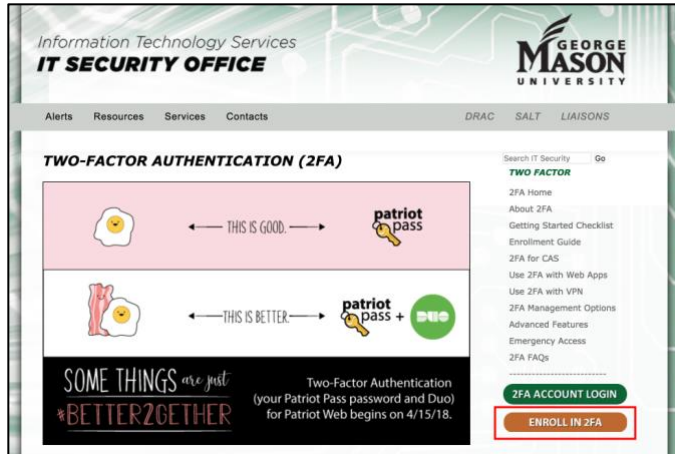 Information Technology Services
IT SECURITY OFFICE
GEORGE
MASON
UNIVERSITY
Alerts Resources Services Contacts DRAC SALT LIAISONS
TWO-FACTOR AUTHENTICATION (2FA)
THIS IS GOOD.
patriot
pass
THIS IS BETTER.
patriot
pass + DUO
SOME THINGS are just
#BETTER2GETHER
Two-Factor Authentication
(your Patriot Pass password and Duo)
for Patriot Web begins on 4/15/18.
Search IT Security Go
TWO FACTOR
2FA Home
About 2FA
Getting Started Checklist
Enrollment Guide
2FA for CAS
Use 2FA with Web Apps
Use 2FA with VPN
2FA Management Options
Advanced Features
Emergency Access
2FA FAQs
-------------------------
2FA ACCOUNT LOGIN
ENROLL IN 2FA